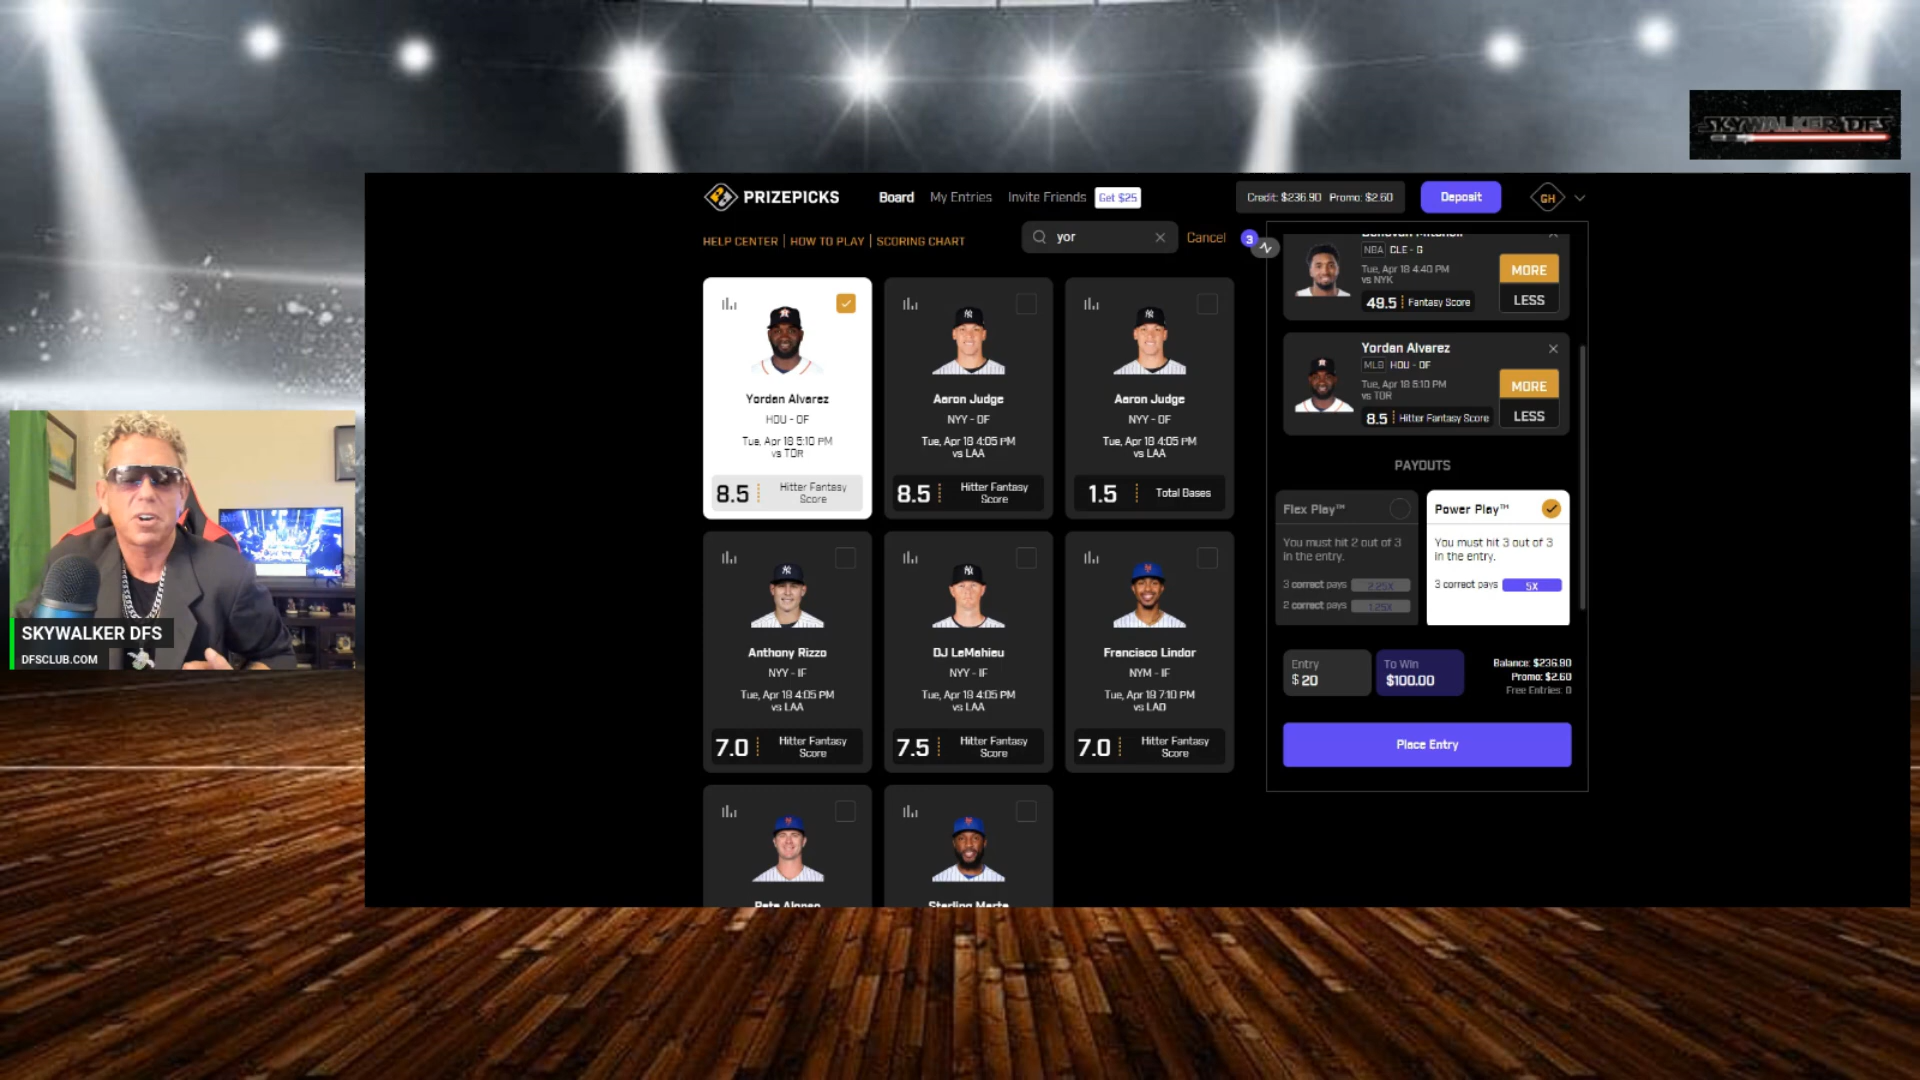 SKYWALKER DFS
PRIZEPICKS
Board
My Entries
Invite Friends
Get $25
Credit: $236.90 Promo: $2.60
Deposit
GH
HELP CENTER | HOW TO PLAY | SCORING CHART
yor
Cancel
3
Yordan Alvarez
HOU - OF
Tue, Apr 18 5:10 PM
vs TOR
8.5
Hitter Fantasy
Score
Aaron Judge
NYY - OF
Tue, Apr 18 4:05 PM
vs LAA
8.5
Hitter Fantasy
Score
Aaron Judge
NYY - OF
Tue, Apr 18 4:05 PM
vs LAA
1.5
Total Bases
Anthony Rizzo
NYY - IF
Tue, Apr 18 4:05 PM
vs LAA
7.0
Hitter Fantasy
Score
DJ LeMahieu
NYY - IF
Tue, Apr 18 4:05 PM
vs LAA
7.5
Hitter Fantasy
Score
Francisco Lindor
NYM - IF
Tue, Apr 18 7:10 PM
vs LAD
7.0
Hitter Fantasy
Score
Pete Alonso
Sterling Marte
Donovan Mitchell
NBA CLE - G
Tue, Apr 18 4:40 PM
vs NYK
49.5 Fantasy Score
MORE
LESS
Yordan Alvarez
MLB HOU - OF
Tue, Apr 18 5:10 PM
vs TOR
8.5 Hitter Fantasy Score
MORE
LESS
PAYOUTS
Flex Play™
You must hit 2 out of 3
in the entry.
3 correct pays 2.25X
2 correct pays 1.25X
Power Play™
You must hit 3 out of 3
in the entry.
3 correct pays 5X
Entry
$ 20
To Win
$100.00
Balance: $236.90
Promo: $2.60
Free Entries: 0
Place Entry
SKYWALKER DFS
DFSCLUB.COM